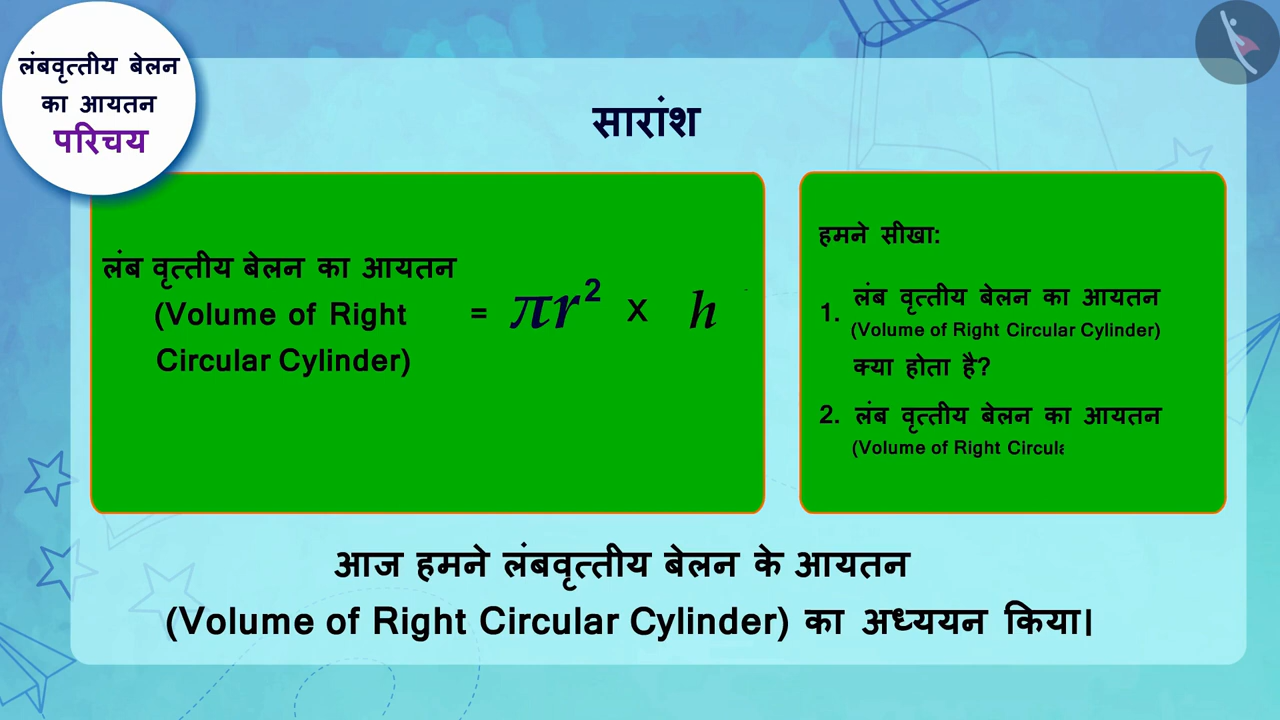 लंबवृत्तीय बेलन
का आयतन
परिचय
सारांश
लंब वृत्तीय बेलन का आयतन
(Volume of Right
Circular Cylinder)
= πr² x h
हमने सीखा:
1. लंब वृत्तीय बेलन का आयतन
(Volume of Right Circular Cylinder)
क्या होता है?
2. लंब वृत्तीय बेलन का आयतन
(Volume of Right Circul
आज हमने लंबवृत्तीय बेलन के आयतन
(Volume of Right Circular Cylinder) का अध्ययन किया।